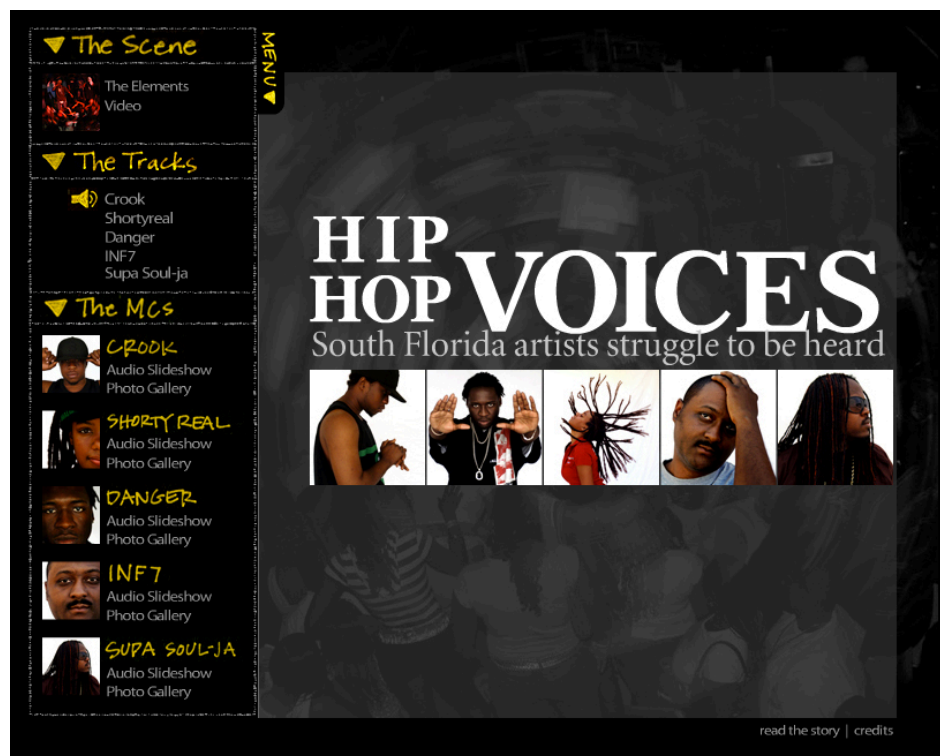 The Scene
The Elements
Video
The Tracks
Crook
Shortyreal
Danger
INF7
Supa Soul-ja
The MCs
CROOK
Audio Slideshow
Photo Gallery
SHORTY REAL
Audio Slideshow
Photo Gallery
DANGER
Audio Slideshow
Photo Gallery
INF7
Audio Slideshow
Photo Gallery
SUPA SOUL-JA
Audio Slideshow
Photo Gallery
MENU
HIP
HOP VOICES
South Florida artists struggle to be heard
read the story | credits